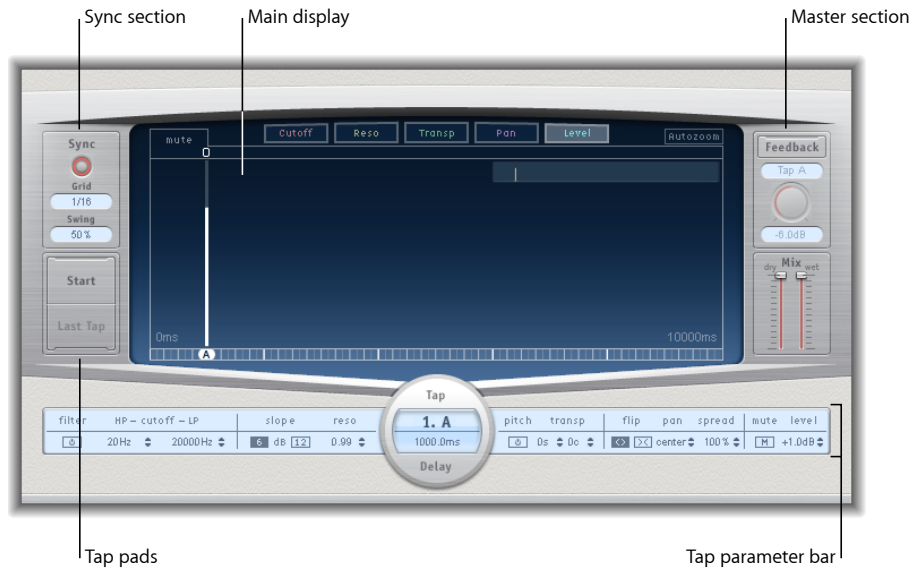 Sync section
Main display
Master section
Sync
Grid
1/16
Swing
50%
Start
Last Tap
mute
Cutoff
Reso
Transp
Pan
Level
Autozoom
0ms
10000ms
A
Feedback
Tap A
-6.0dB
Mix
dry
wet
Tap
1. A
1000.0ms
Delay
filter HP – cutoff – LP slope reso
20Hz 20000Hz 6 dB 12 0.99
pitch transp flip pan spread mute level
0s 0c <> >< center 100% M +1.0dB
Tap pads
Tap parameter bar